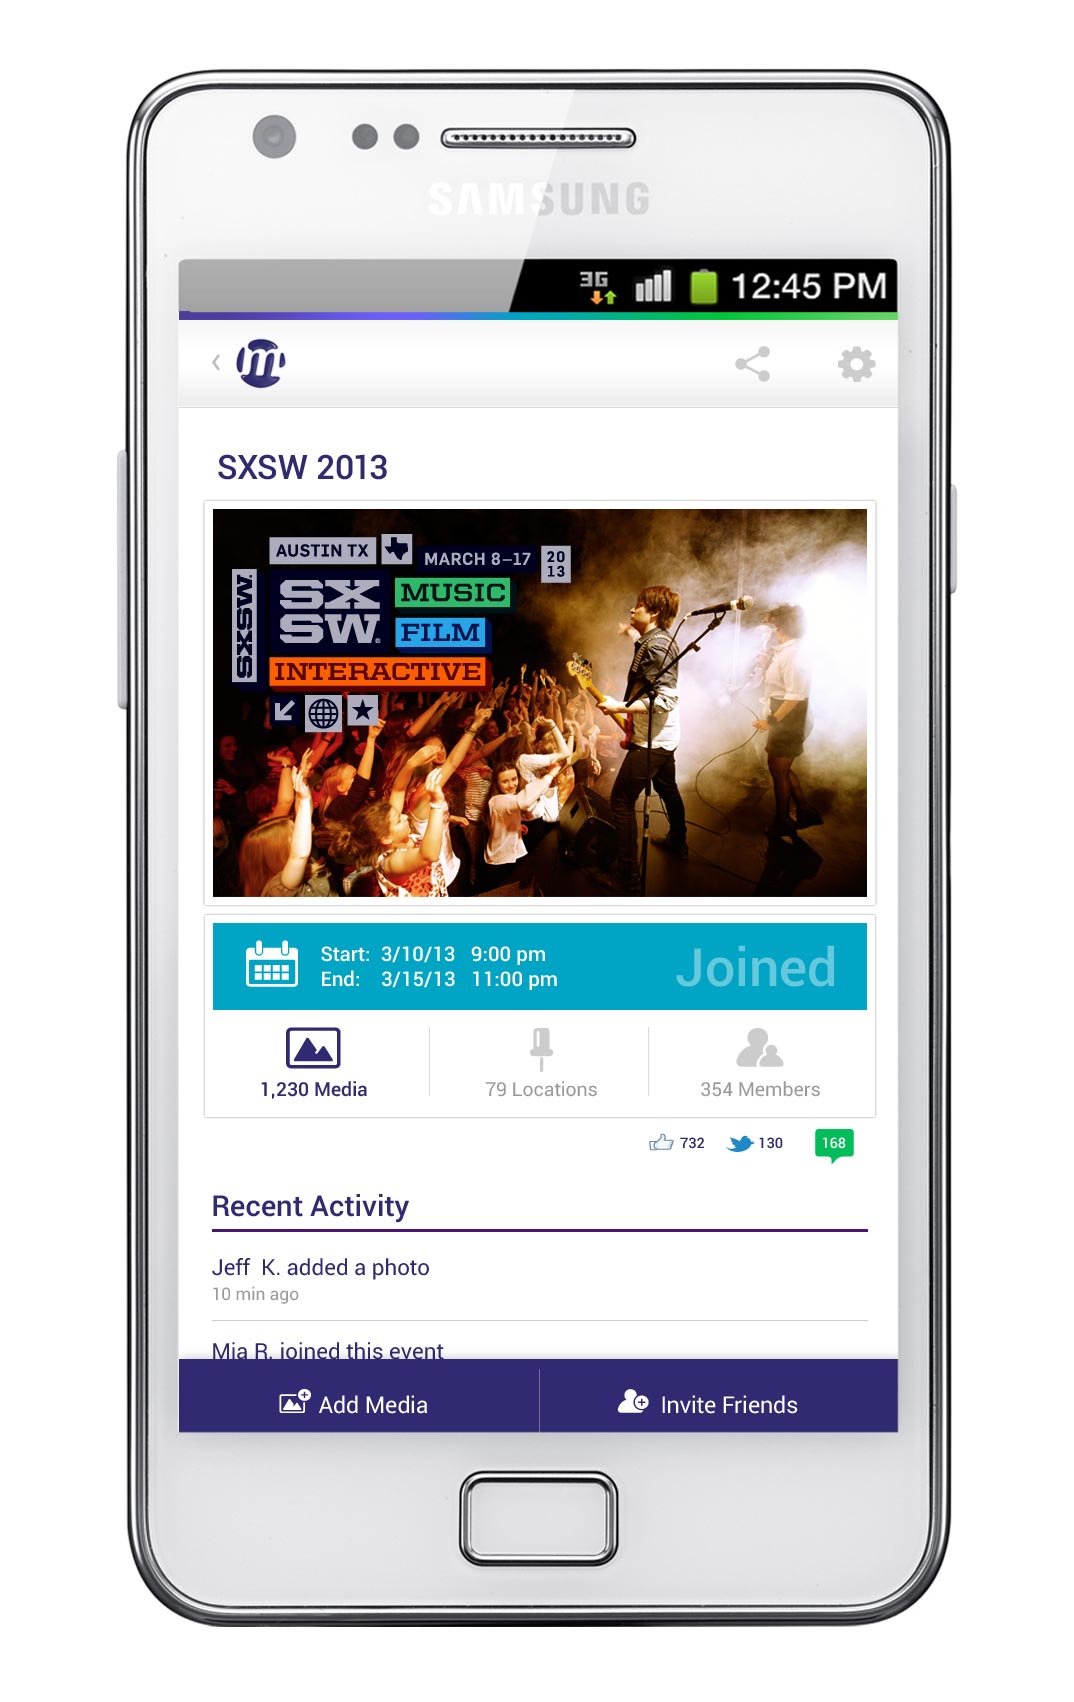 SAMSUNG
3G 12:45 PM
m
SXSW 2013
AUSTIN TX MARCH 8–17 20 13
SXSW SX SW® MUSIC
FILM
INTERACTIVE
Start: 3/10/13 9:00 pm
End: 3/15/13 11:00 pm
Joined
1,230 Media 79 Locations 354 Members
732 130 168
Recent Activity
Jeff K. added a photo
10 min ago
Mia R. joined this event
Add Media Invite Friends